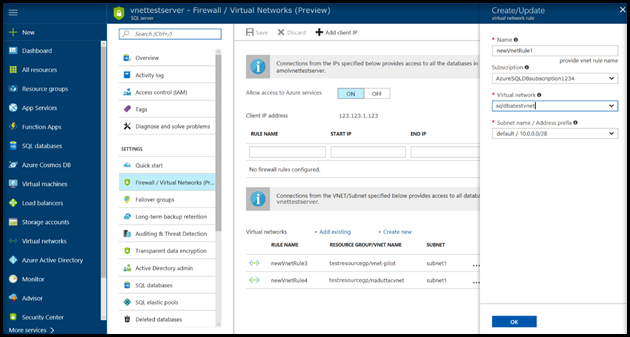 vnettestserver - Firewall / Virtual Networks (Preview)
SQL server
New
Dashboard
All resources
Resource groups
App Services
Function Apps
SQL databases
Azure Cosmos DB
Virtual machines
Load balancers
Storage accounts
Virtual networks
Azure Active Directory
Monitor
Advisor
Security Center
More services
Search (Ctrl+/)
Overview
Activity log
Access control (IAM)
Tags
Diagnose and solve problems
SETTINGS
Quick start
Firewall / Virtual Networks (Pre...
Failover groups
Long-term backup retention
Auditing & Threat Detection
Transparent data encryption
Active Directory admin
SQL databases
SQL elastic pools
Deleted databases
Save Discard Add client IP
Connections from the IPs specified below provides access to all the databases in
amolvnettestserver.
Allow access to Azure services ON OFF
Client IP address 123.123.1.123
RULE NAME START IP END IP
No firewall rules configured.
Connections from the VNET/Subnet specified below provides access to all databa
vnettestserver.
Virtual networks + Add existing + Create new
RULE NAME RESOURCE GROUP/VNET NAME SUBNET
newVnetRule3 testresourcegp/vnet-pilot subnet1 ...
newVnetRule4 testresourcegp/naduttacvnet subnet1 ...
Create/Update
virtual network rule
* Name
newVnetRule1
provide vnet rule name
Subscription
AzureSQLDBsubscription1234
* Virtual network
sqldbatestvnet
* Subnet name / Address prefix
default / 10.0.0.0/28
OK